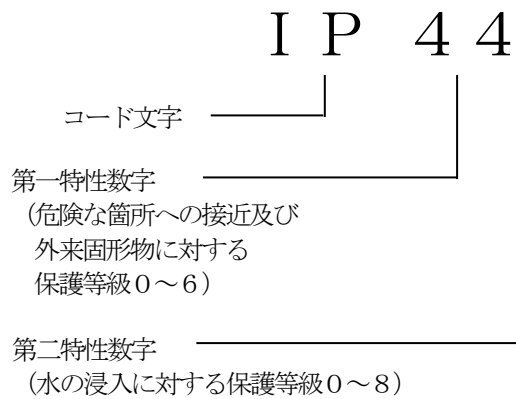 ＩＰ ４４
コード文字
第一特性数字
（危険な箇所への接近及び
外来固形物に対する
保護等級０～６）
第二特性数字
（水の浸入に対する保護等級０～８）